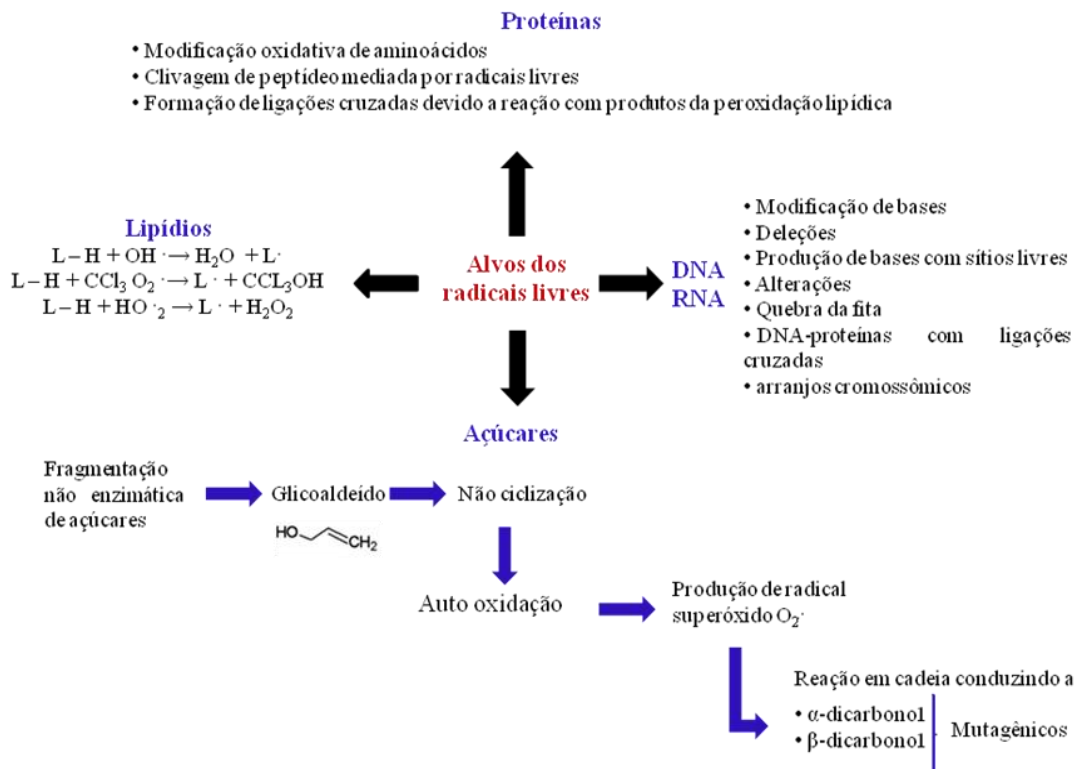 Proteínas
• Modificação oxidativa de aminoácidos
• Clivagem de peptídeo mediada por radicais livres
• Formação de ligações cruzadas devido a reação com produtos da peroxidação lipídica
Lipídios
L – H + OH · → H₂O + L·
L – H + CCl₃ O₂ · → L · + CCL₃OH
L – H + HO ·₂ → L · + H₂O₂
Alvos dos
radicais livres
DNA
RNA
• Modificação de bases
• Deleções
• Produção de bases com sítios livres
• Alterações
• Quebra da fita
• DNA-proteínas com ligações
cruzadas
• arranjos cromossômicos
Açúcares
Fragmentação
não enzimática
de açúcares
Glicoaldeído
Não ciclização
HO
CH₂
Auto oxidação
Produção de radical
superóxido O₂·
Reação em cadeia conduzindo a
• α-dicarbonol
• β-dicarbonol
Mutagênicos